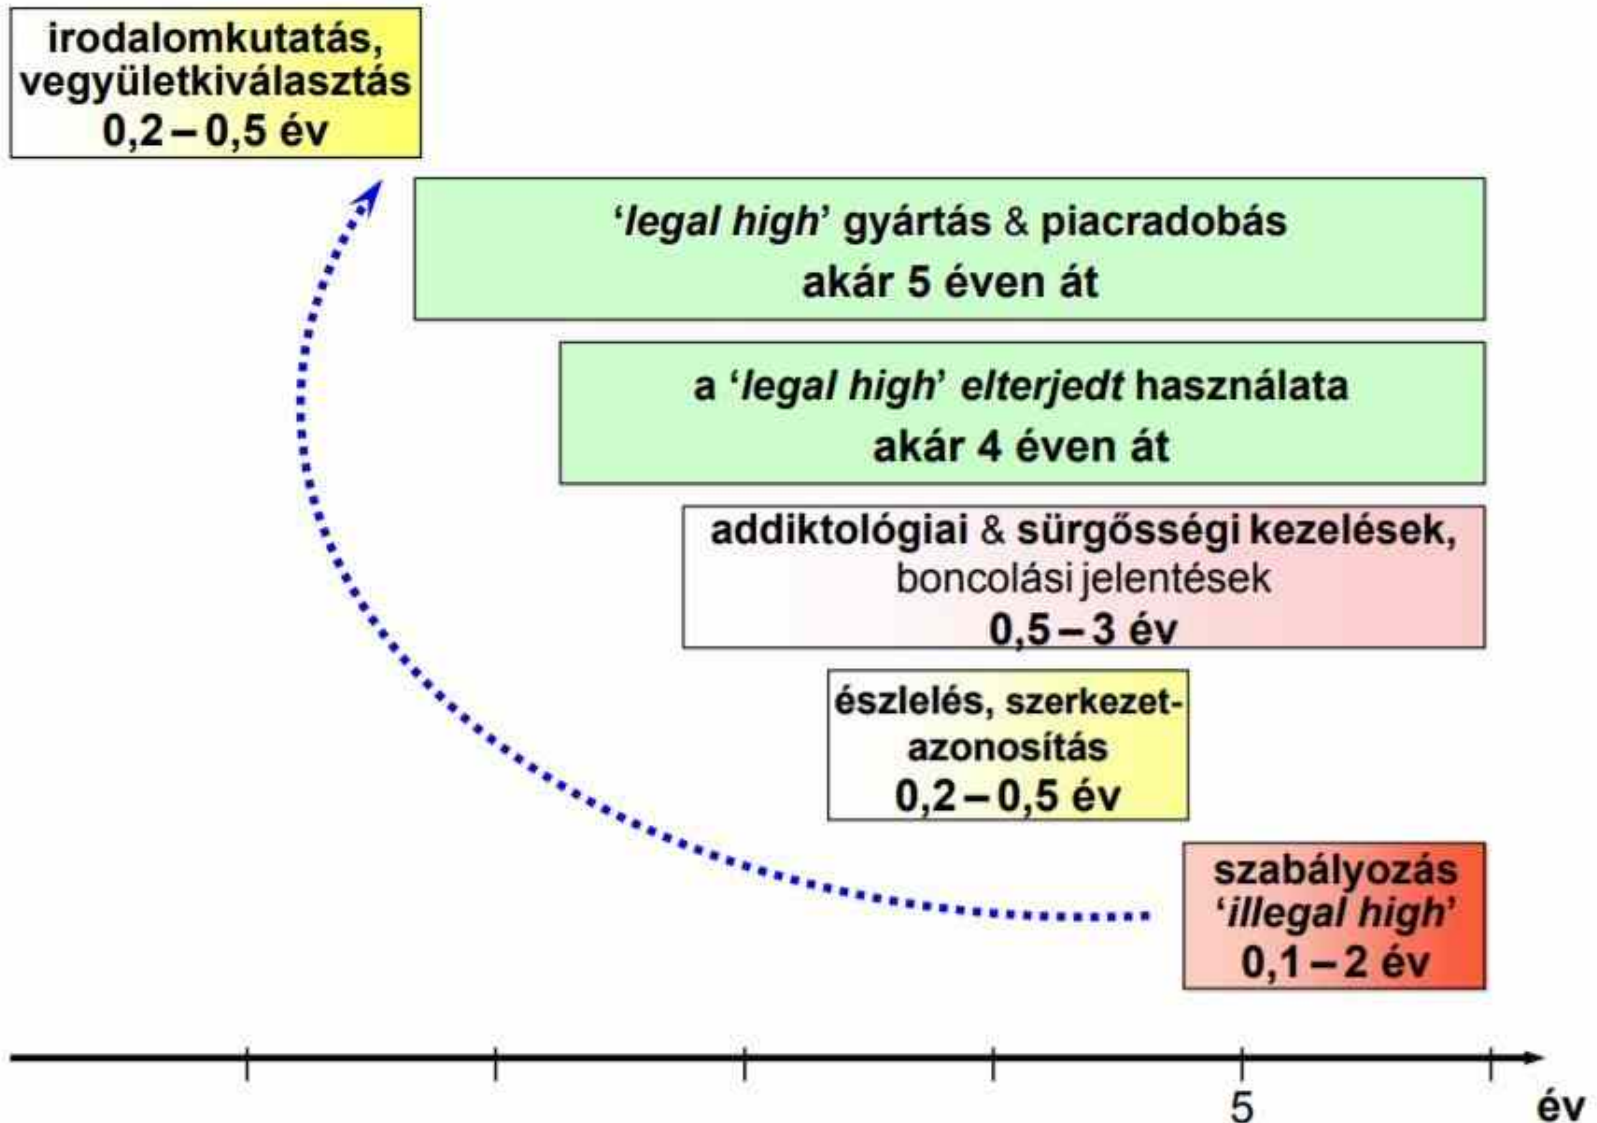 irodalomkutatás,
vegyületkiválasztás
0,2 – 0,5 év
‘legal high’ gyártás & piacradobás
akár 5 éven át
a ‘legal high’ elterjedt használata
akár 4 éven át
addiktológiai & sürgősségi kezelések,
boncolási jelentések
0,5 – 3 év
észlelés, szerkezet-
azonosítás
0,2 – 0,5 év
szabályozás
‘illegal high’
0,1 – 2 év
5
év